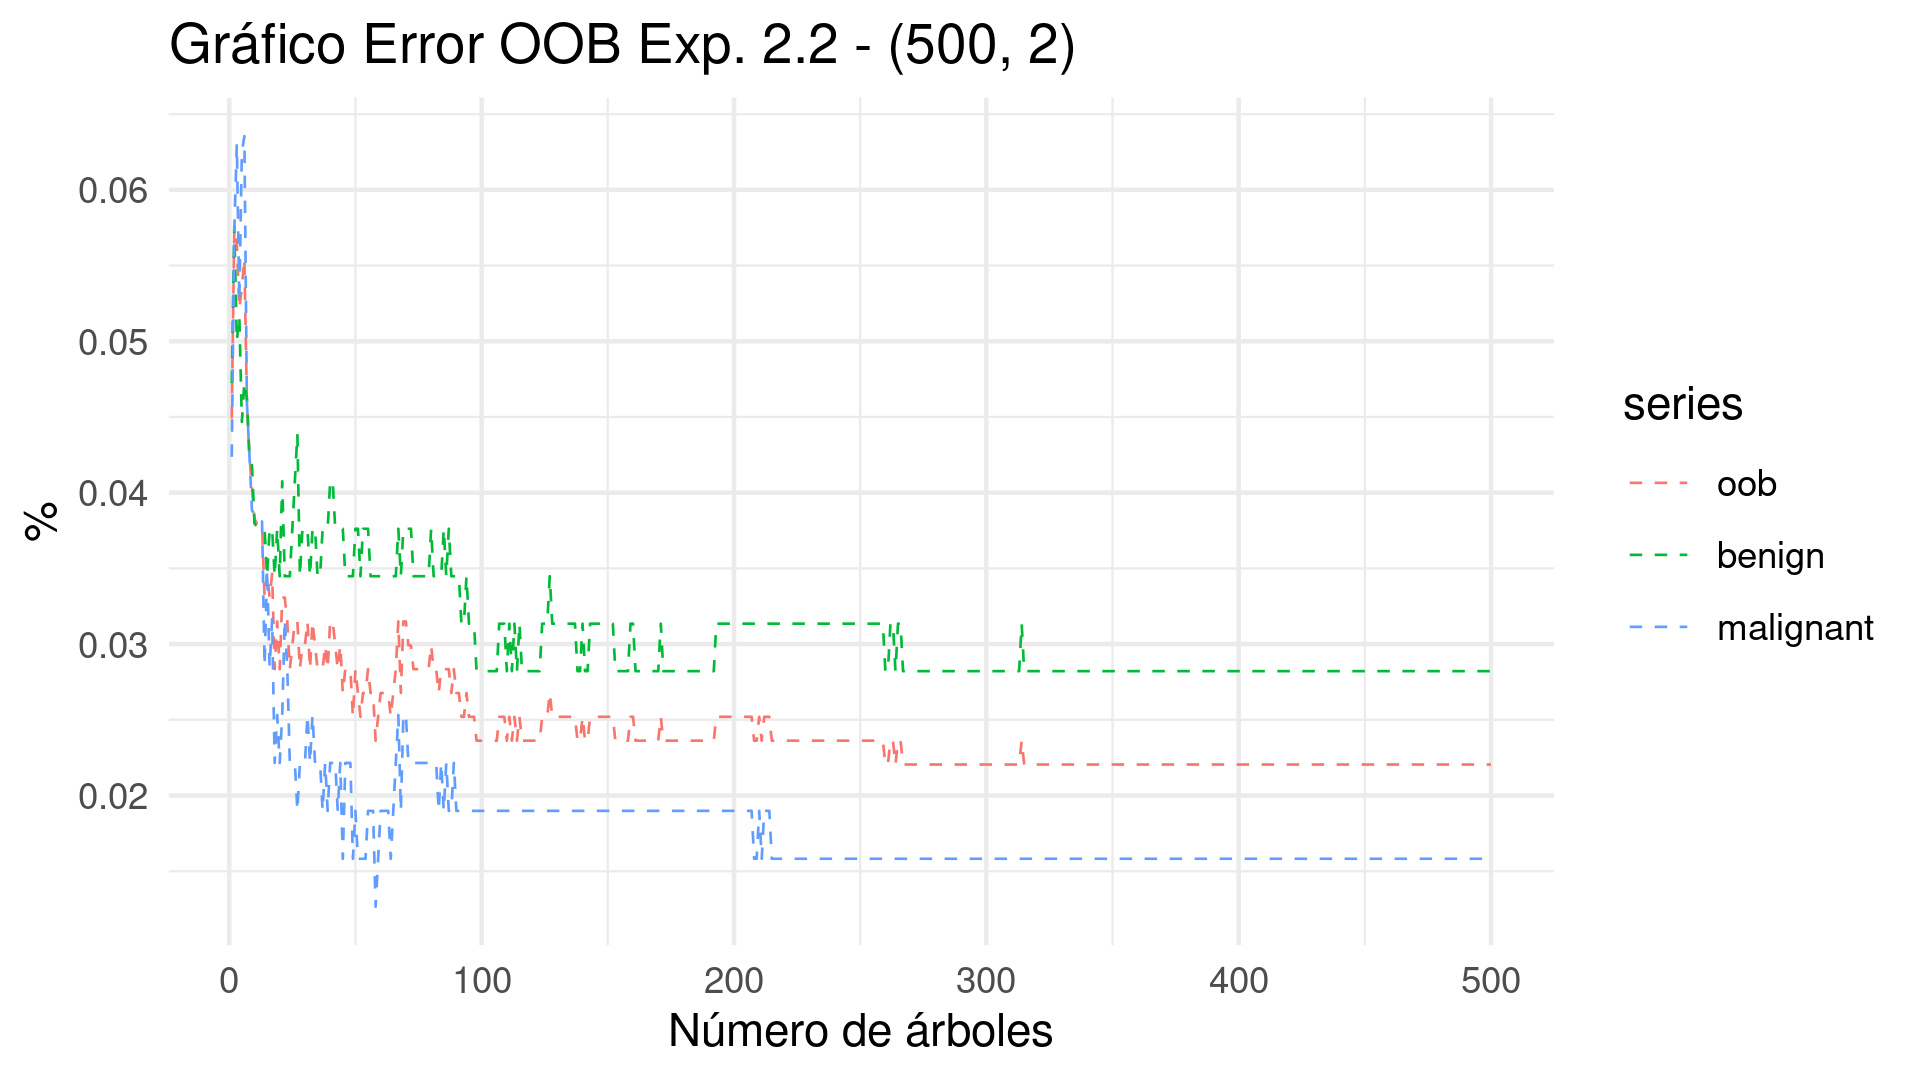 Gráfico Error OOB Exp. 2.2 - (500, 2)
%
0.06
0.05
0.04
0.03
0.02
0 100 200 300 400 500
Número de árboles
series
oob
benign
malignant